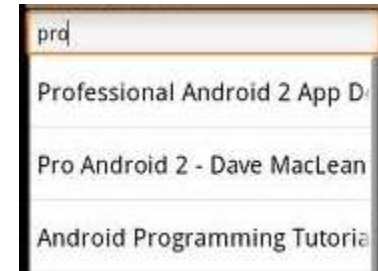 pro
Professional Android 2 App D
Pro Android 2 - Dave MacLean
Android Programming Tutoria